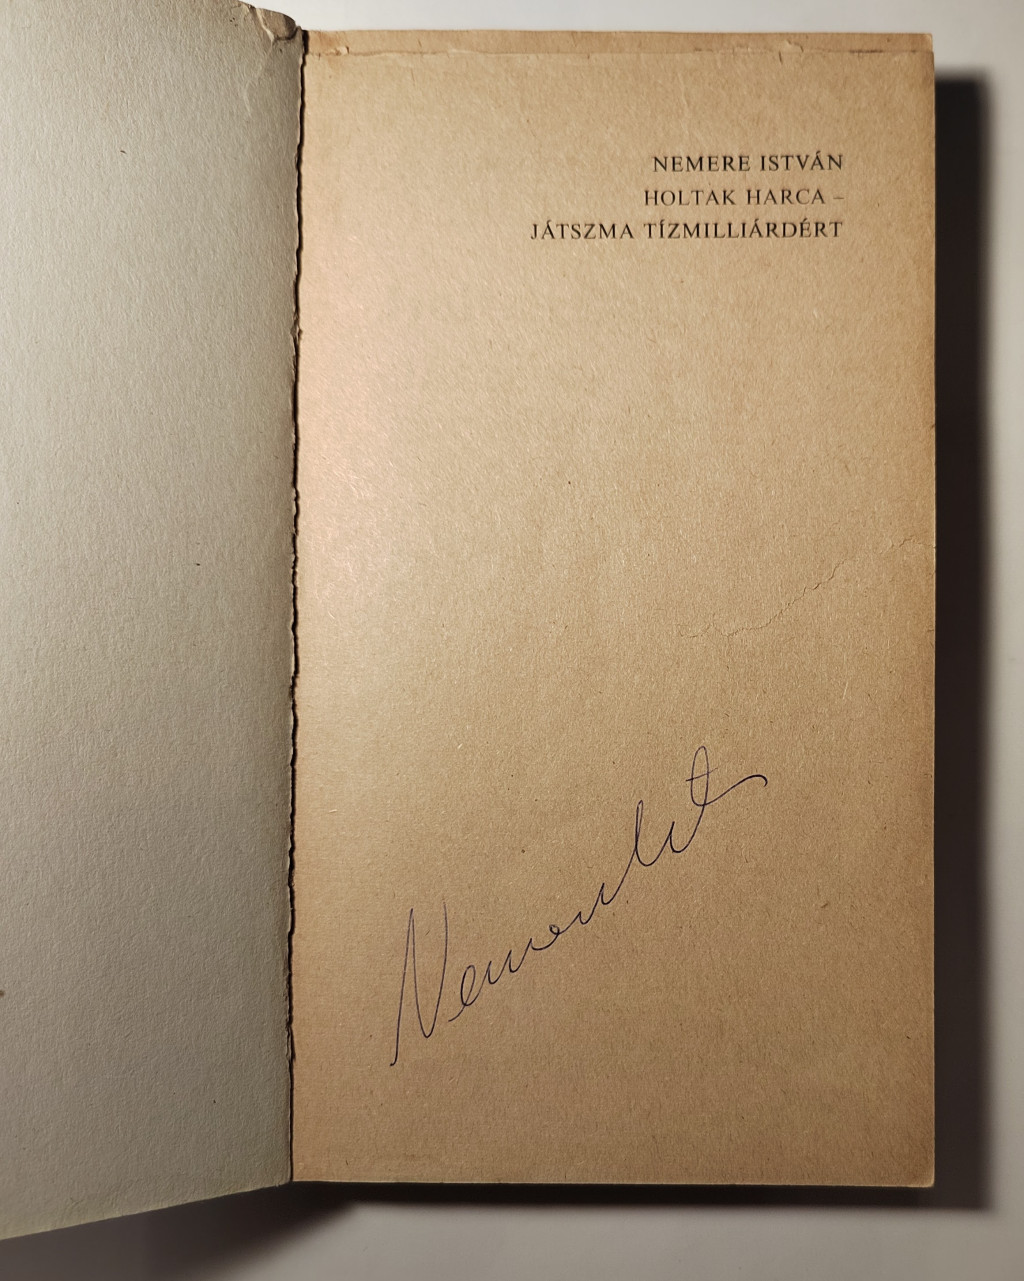 NEMERE ISTVÁN
HOLTAK HARCA –
JÁTSZMA TÍZMILLIÁRDÉRT